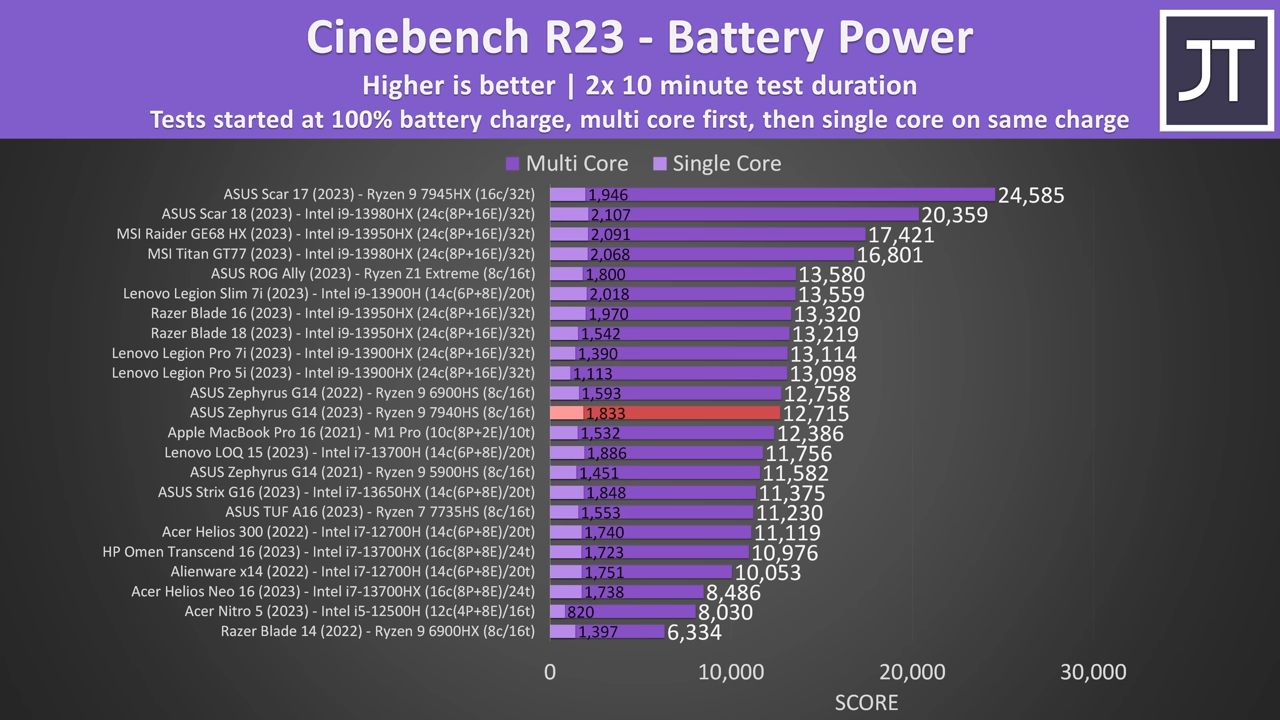 Cinebench R23 - Battery Power
Higher is better | 2x 10 minute test duration
Tests started at 100% battery charge, multi core first, then single core on same charge
JT
Multi Core Single Core
ASUS Scar 17 (2023) - Ryzen 9 7945HX (16c/32t) 1,946 24,585
ASUS Scar 18 (2023) - Intel i9-13980HX (24c(8P+16E)/32t) 2,107 20,359
MSI Raider GE68 HX (2023) - Intel i9-13950HX (24c(8P+16E)/32t) 2,091 17,421
MSI Titan GT77 (2023) - Intel i9-13980HX (24c(8P+16E)/32t) 2,068 16,801
ASUS ROG Ally (2023) - Ryzen Z1 Extreme (8c/16t) 1,800 13,580
Lenovo Legion Slim 7i (2023) - Intel i9-13900H (14c(6P+8E)/20t) 2,018 13,559
Razer Blade 16 (2023) - Intel i9-13950HX (24c(8P+16E)/32t) 1,970 13,320
Razer Blade 18 (2023) - Intel i9-13950HX (24c(8P+16E)/32t) 1,542 13,219
Lenovo Legion Pro 7i (2023) - Intel i9-13900HX (24c(8P+16E)/32t) 1,390 13,114
Lenovo Legion Pro 5i (2023) - Intel i9-13900HX (24c(8P+16E)/32t) 1,113 13,098
ASUS Zephyrus G14 (2022) - Ryzen 9 6900HS (8c/16t) 1,593 12,758
ASUS Zephyrus G14 (2023) - Ryzen 9 7940HS (8c/16t) 1,833 12,715
Apple MacBook Pro 16 (2021) - M1 Pro (10c(8P+2E)/10t) 1,532 12,386
Lenovo LOQ 15 (2023) - Intel i7-13700H (14c(6P+8E)/20t) 1,886 11,756
ASUS Zephyrus G14 (2021) - Ryzen 9 5900HS (8c/16t) 1,451 11,582
ASUS Strix G16 (2023) - Intel i7-13650HX (14c(6P+8E)/20t) 1,848 11,375
ASUS TUF A16 (2023) - Ryzen 7 7735HS (8c/16t) 1,553 11,230
Acer Helios 300 (2022) - Intel i7-12700H (14c(6P+8E)/20t) 1,740 11,119
HP Omen Transcend 16 (2023) - Intel i7-13700HX (16c(8P+8E)/24t) 1,723 10,976
Alienware x14 (2022) - Intel i7-12700H (14c(6P+8E)/20t) 1,751 10,053
Acer Helios Neo 16 (2023) - Intel i7-13700HX (16c(8P+8E)/24t) 1,738 8,486
Acer Nitro 5 (2023) - Intel i5-12500H (12c(4P+8E)/16t) 820 8,030
Razer Blade 14 (2022) - Ryzen 9 6900HX (8c/16t) 1,397 6,334
0 10,000 20,000 30,000
SCORE